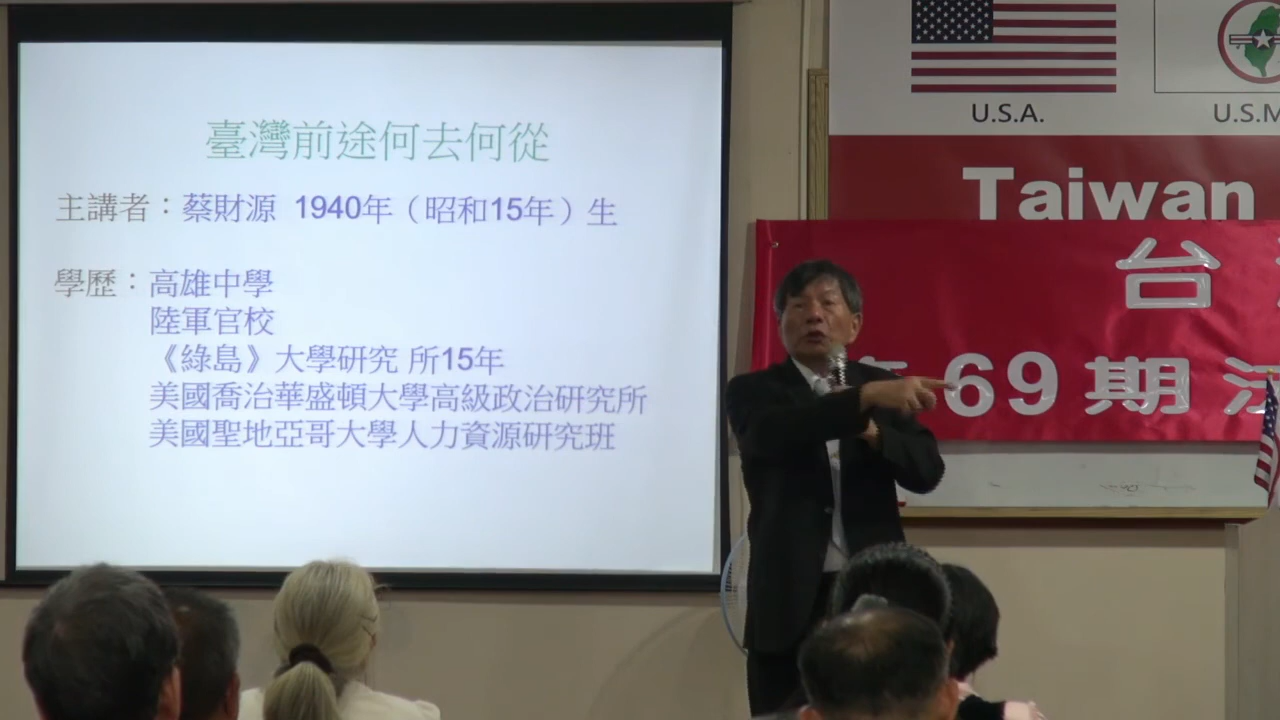 臺灣前途何去何從
主講者：蔡財源 1940年（昭和15年）生
學歷：高雄中學
陸軍官校
《綠島》大學研究 所15年
美國喬治華盛頓大學高級政治研究所
美國聖地亞哥大學人力資源研究班
U.S.A.
U.S.M
Taiwan
台
69期